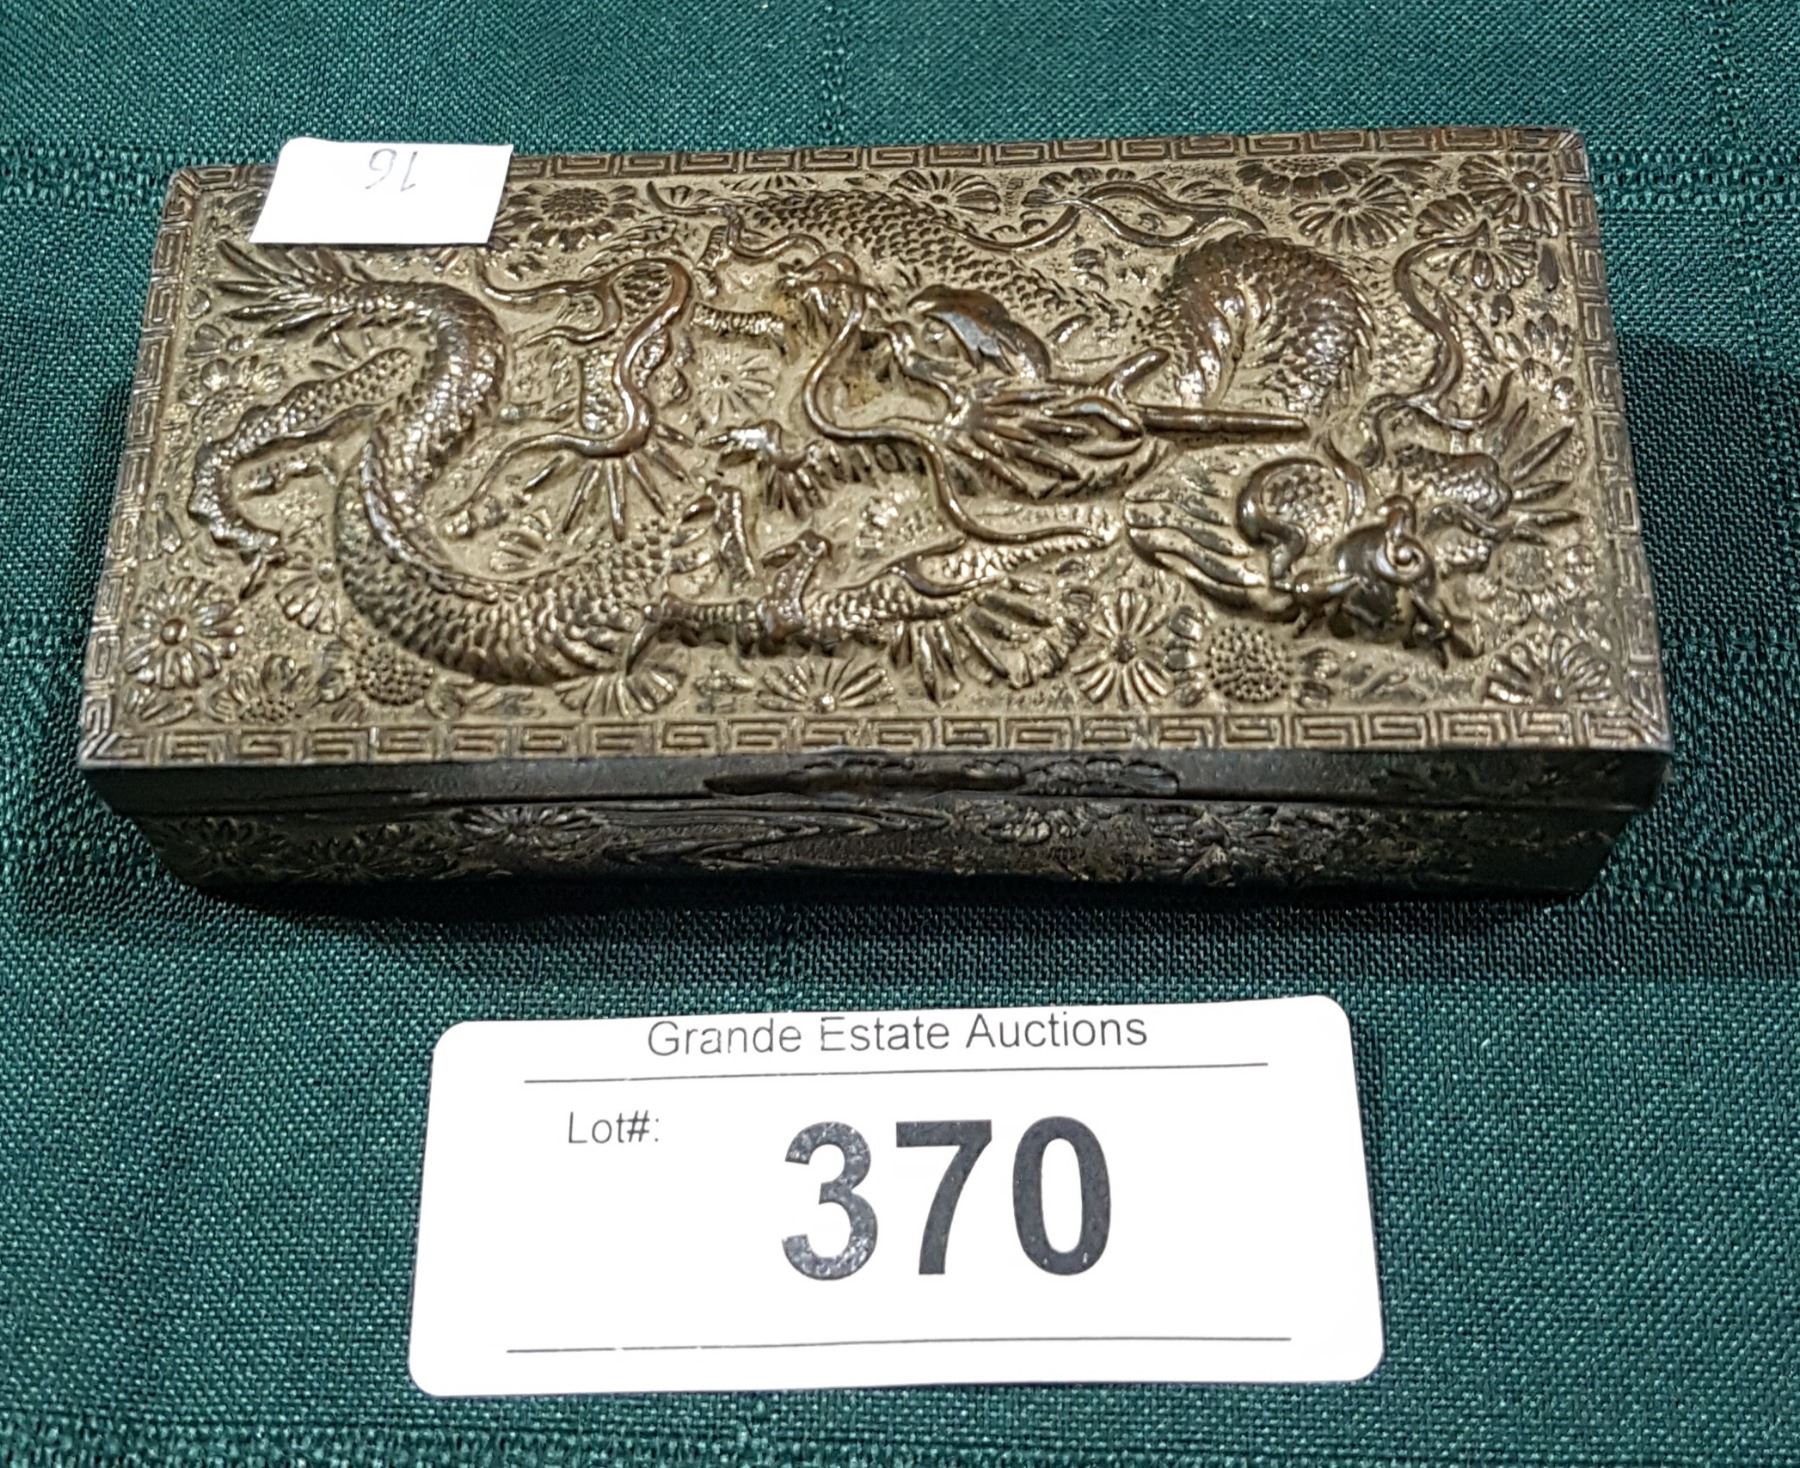 16
Grande Estate Auctions
Lot#:
370